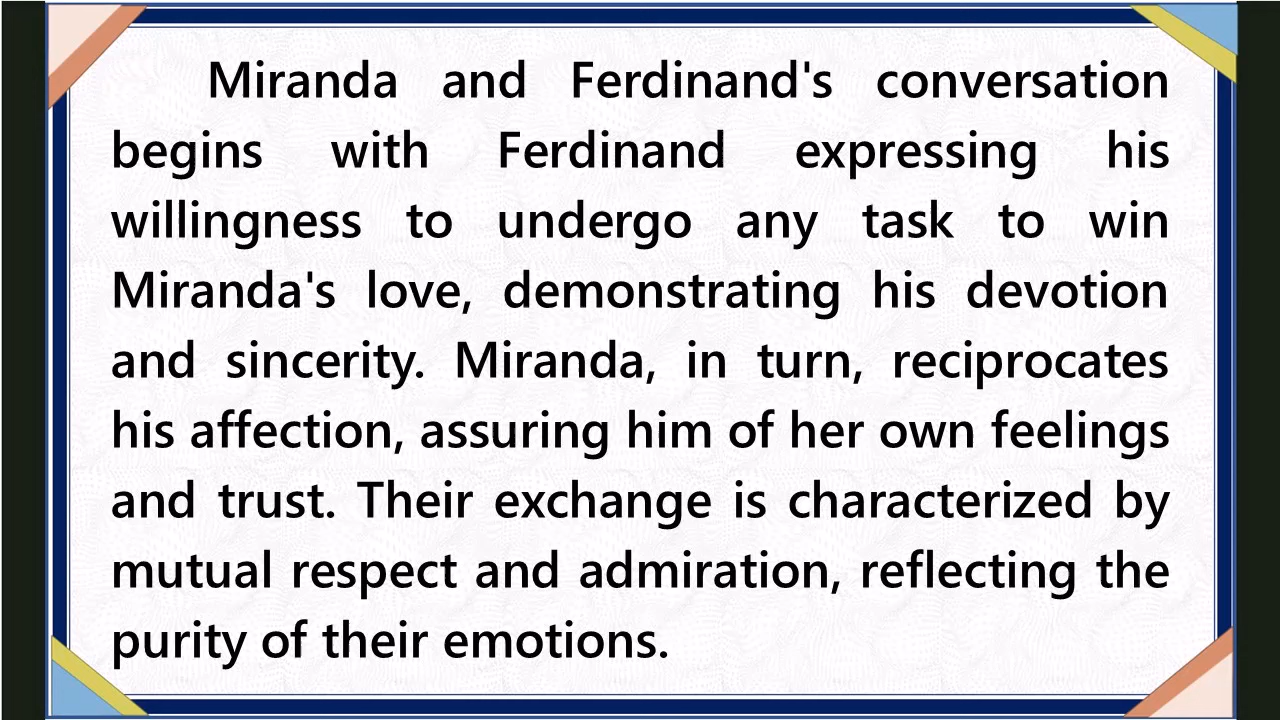 Miranda and Ferdinand's conversation
begins with Ferdinand expressing his
willingness to undergo any task to win
Miranda's love, demonstrating his devotion
and sincerity. Miranda, in turn, reciprocates
his affection, assuring him of her own feelings
and trust. Their exchange is characterized by
mutual respect and admiration, reflecting the
purity of their emotions.